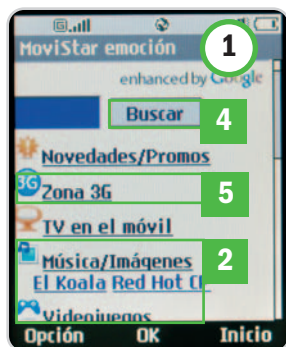 G
MoviStar emoción
1
enhanced by Google
Buscar
4
Novedades/Promos
3G Zona 3G
5
TV en el móvil
Música/Imágenes
2
El Koala Red Hot C
Videojuegos
Opción OK Inicio